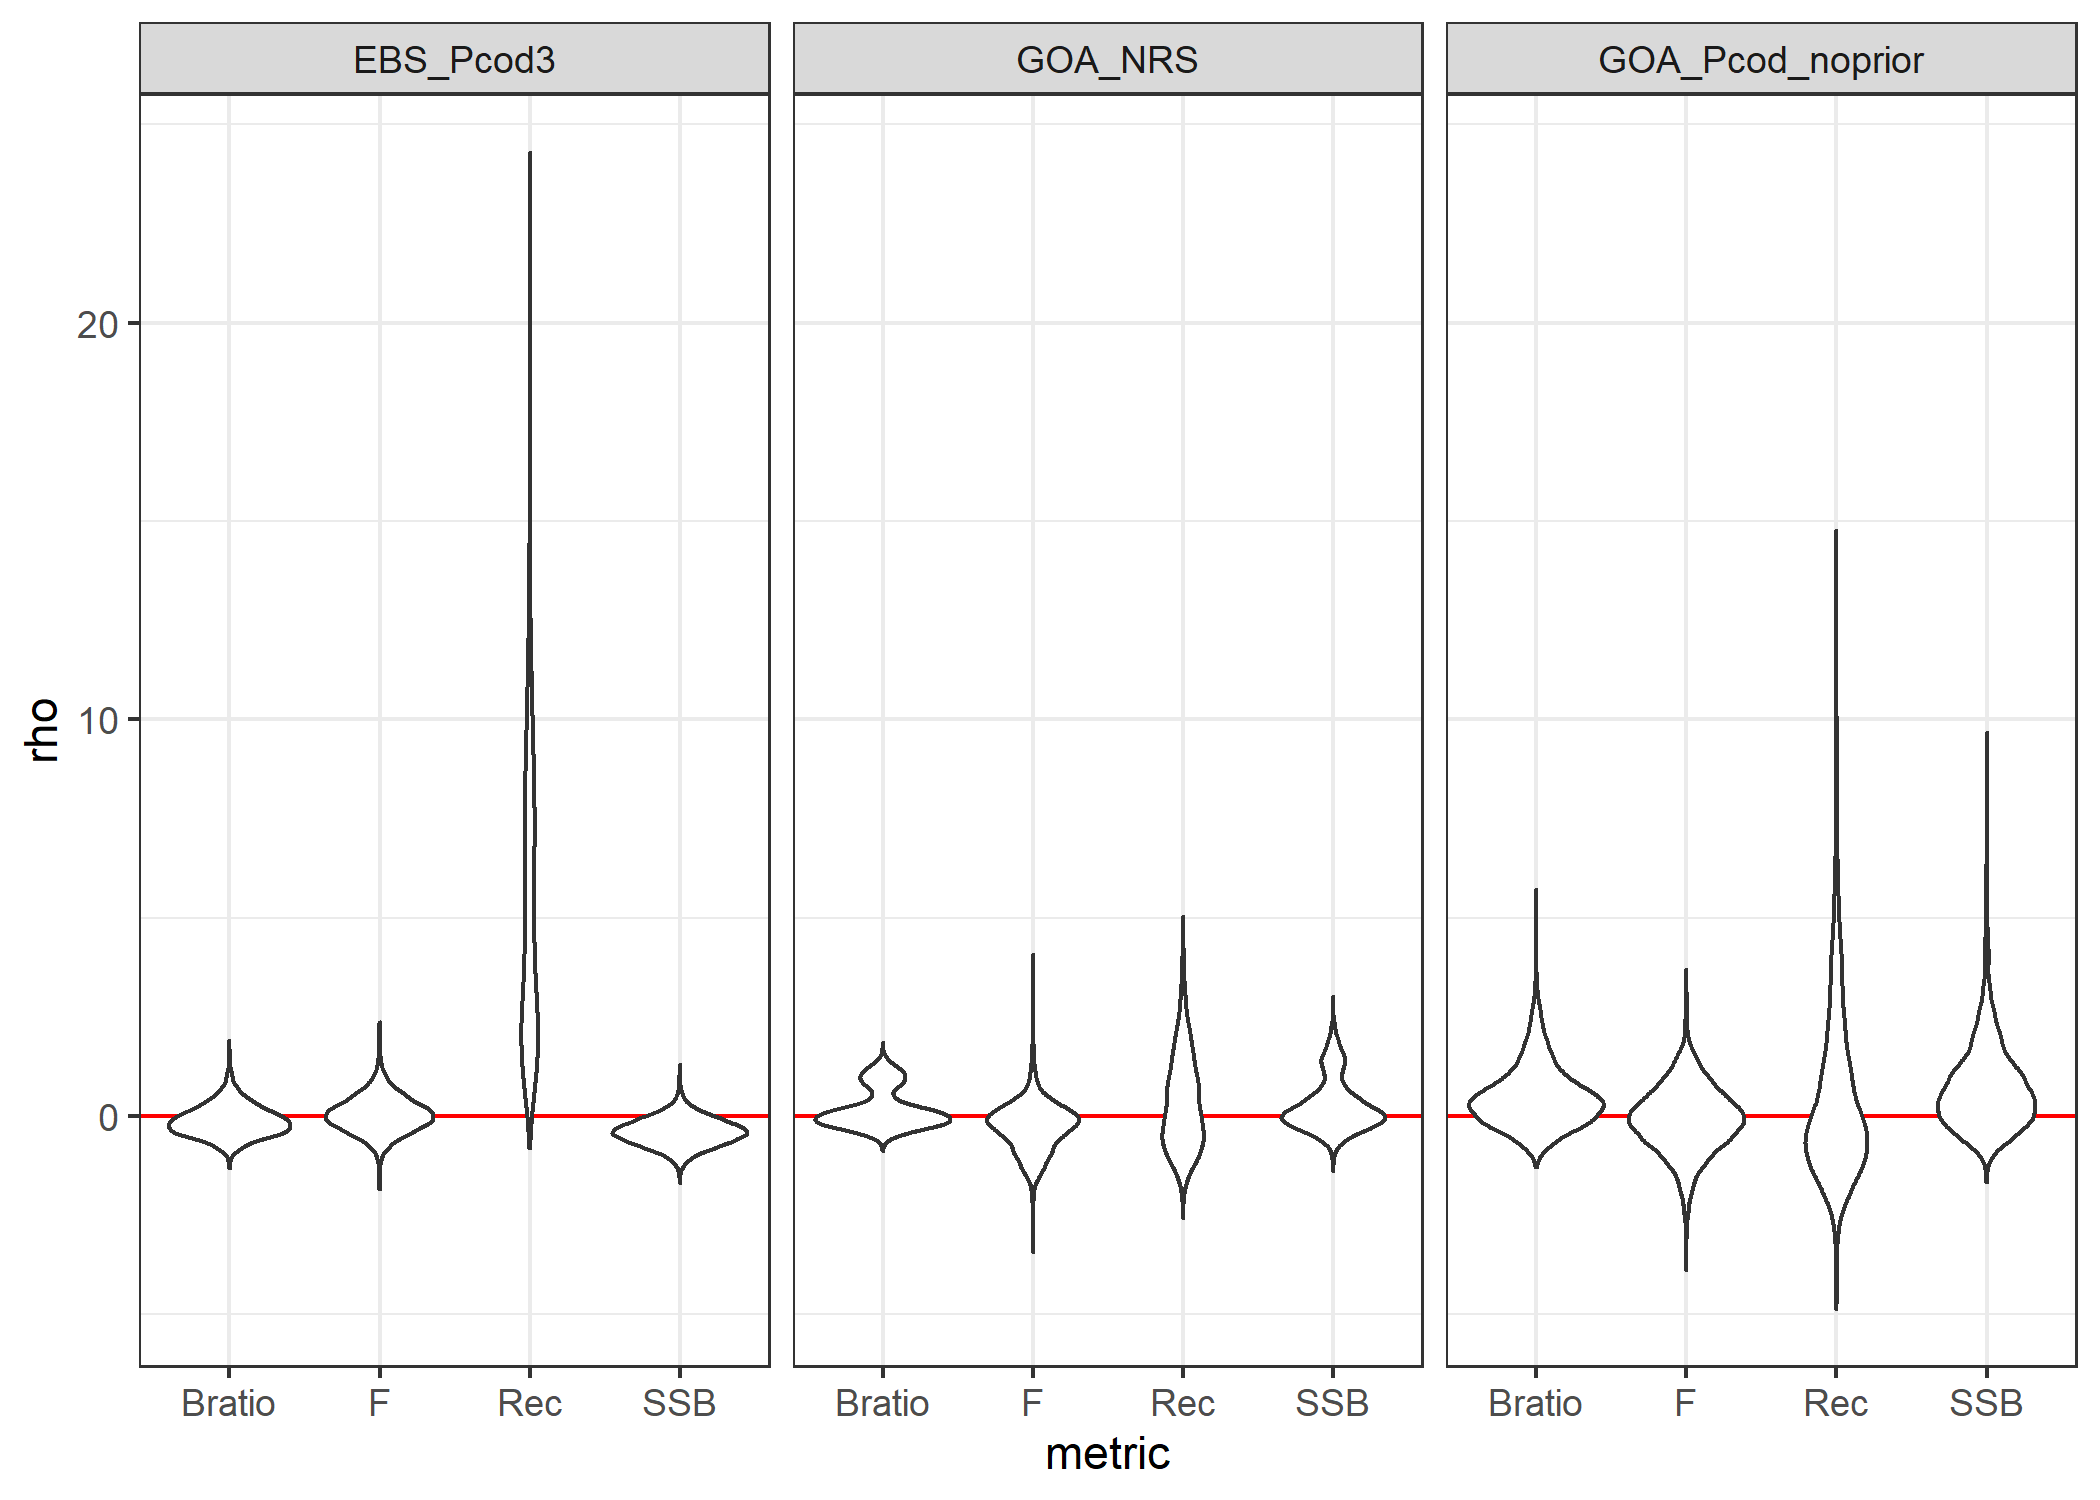 EBS_Pcod3
GOA_NRS
GOA_Pcod_noprior
20
10
0
rho
Bratio F Rec SSB
Bratio F Rec SSB
Bratio F Rec SSB
metric